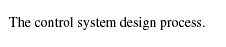 The control system design process.